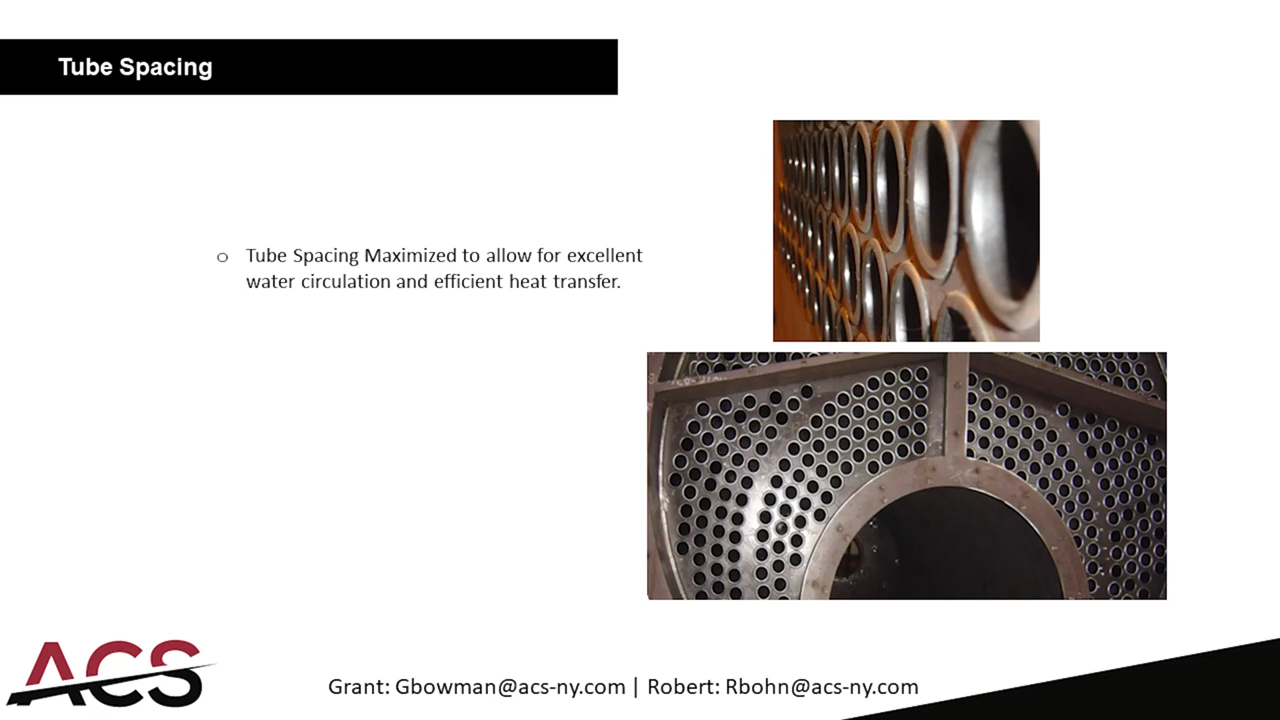 Tube Spacing
o Tube Spacing Maximized to allow for excellent
water circulation and efficient heat transfer.
ACS
Grant: Gbowman@acs-ny.com | Robert: Rbohn@acs-ny.com